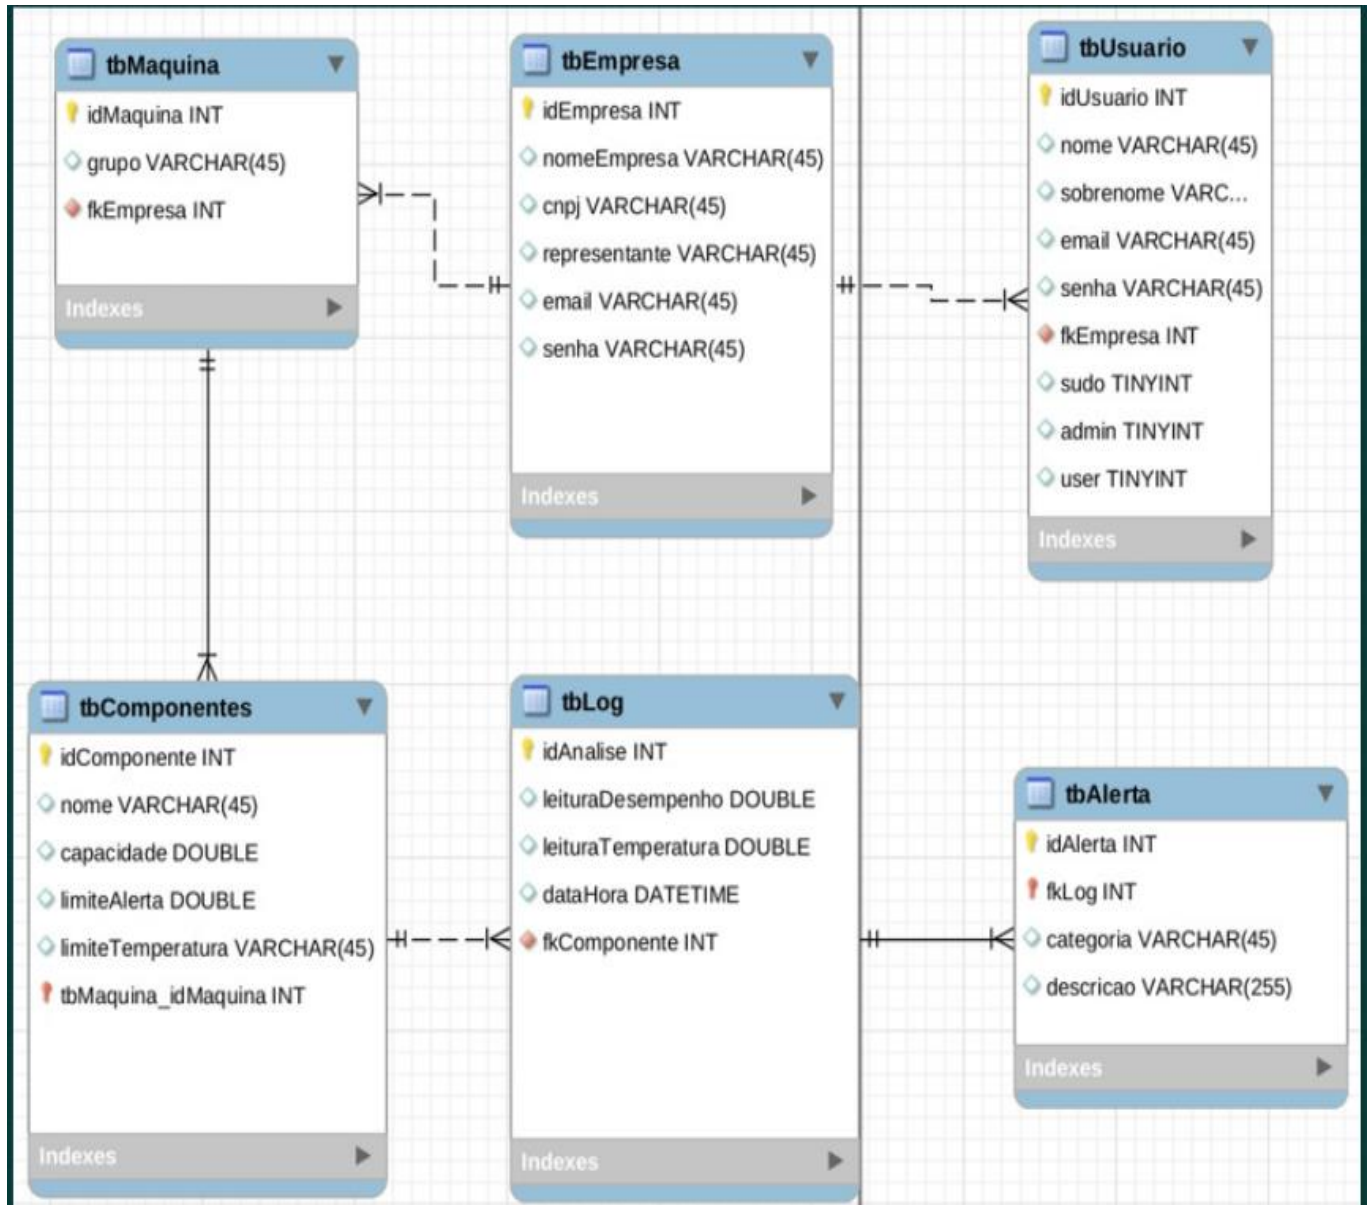 tbMaquina
idMaquina INT
grupo VARCHAR(45)
fkEmpresa INT
Indexes
tbEmpresa
idEmpresa INT
nomeEmpresa VARCHAR(45)
cnpj VARCHAR(45)
representante VARCHAR(45)
email VARCHAR(45)
senha VARCHAR(45)
Indexes
tbUsuario
idUsuario INT
nome VARCHAR(45)
sobrenome VARC...
email VARCHAR(45)
senha VARCHAR(45)
fkEmpresa INT
sudo TINYINT
admin TINYINT
user TINYINT
Indexes
tbComponentes
idComponente INT
nome VARCHAR(45)
capacidade DOUBLE
limiteAlerta DOUBLE
limiteTemperatura VARCHAR(45)
tbMaquina_idMaquina INT
Indexes
tbLog
idAnalise INT
leituraDesempenho DOUBLE
leituraTemperatura DOUBLE
dataHora DATETIME
fkComponente INT
Indexes
tbAlerta
idAlerta INT
fkLog INT
categoria VARCHAR(45)
descricao VARCHAR(255)
Indexes